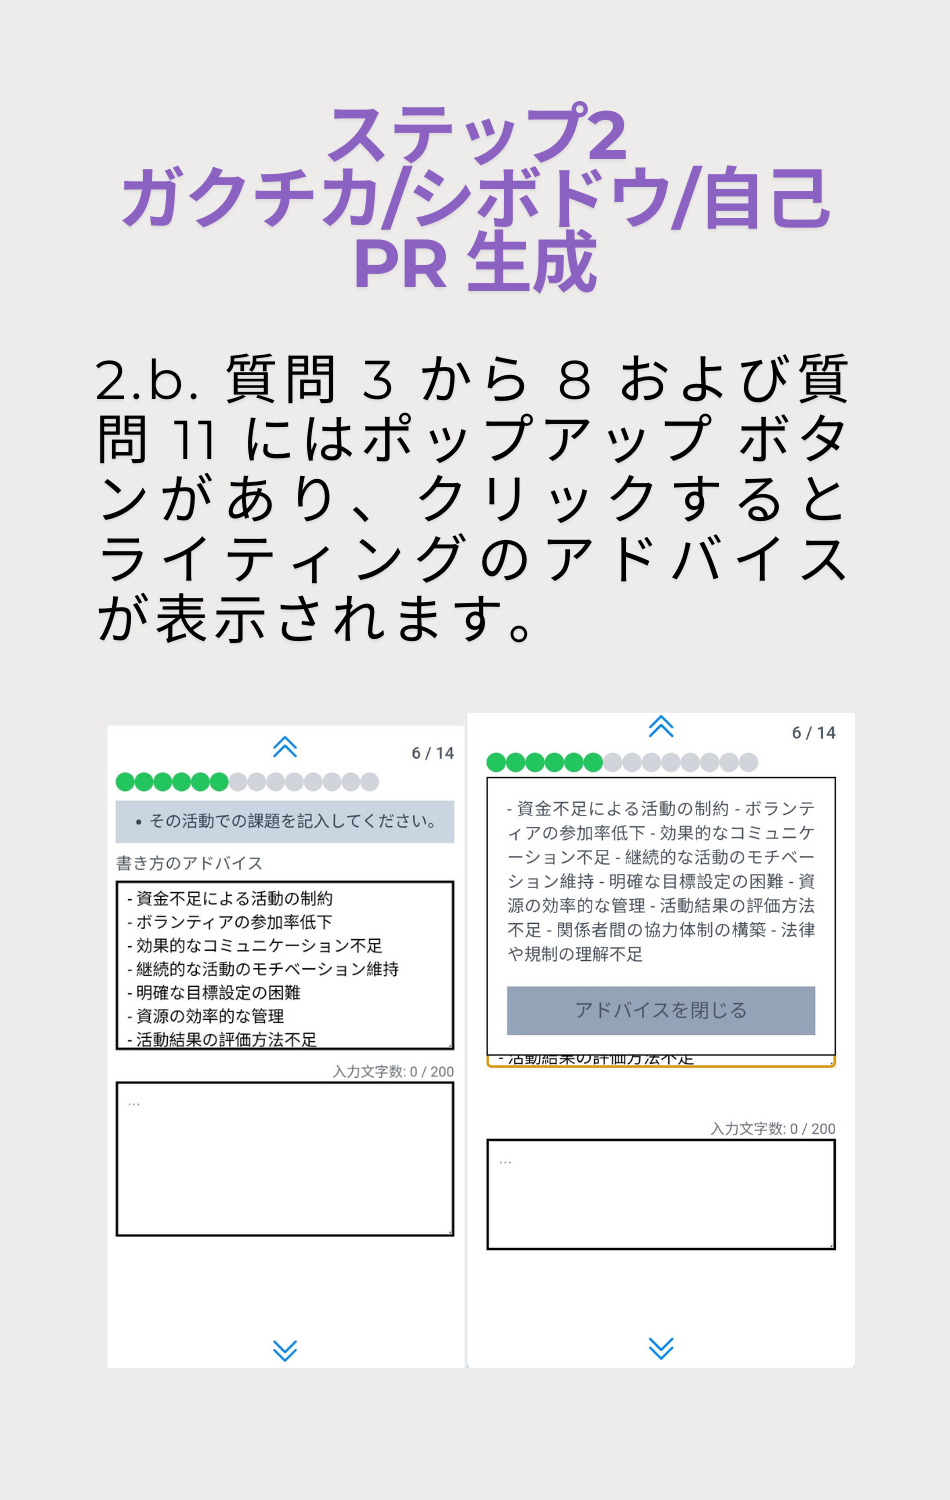 ステップ2
ガクチカ/シボドウ/自己
PR 生成
2.b. 質問 3 から 8 および質
問 11 にはポップアップ ボタ
ンがあり、クリックすると
ライティングのアドバイス
が表示されます。
6 / 14
• その活動での課題を記入してください。
書き方のアドバイス
- 資金不足による活動の制約
- ボランティアの参加率低下
- 効果的なコミュニケーション不足
- 継続的な活動のモチベーション維持
- 明確な目標設定の困難
- 資源の効率的な管理
- 活動結果の評価方法不足
入力文字数: 0 / 200
...
6 / 14
- 資金不足による活動の制約 - ボランテ
ィアの参加率低下 - 効果的なコミュニケ
ーション不足 - 継続的な活動のモチベー
ション維持 - 明確な目標設定の困難 - 資
源の効率的な管理 - 活動結果の評価方法
不足 - 関係者間の協力体制の構築 - 法律
や規制の理解不足
アドバイスを閉じる
- 活動結果の評価方法不足
入力文字数: 0 / 200
...